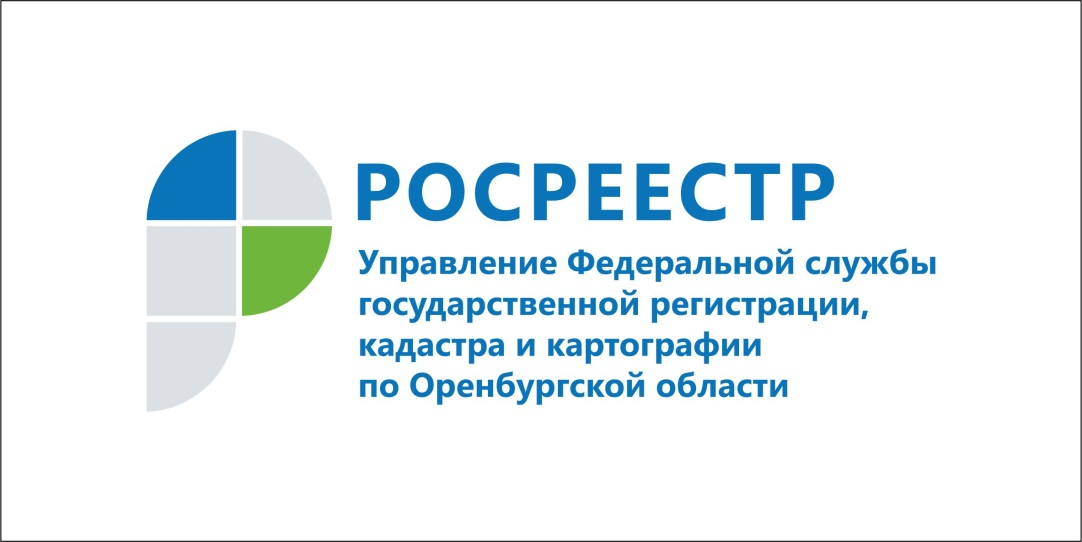 РОСРЕЕСТР
Управление Федеральной службы
государственной регистрации,
кадастра и картографии
по Оренбургской области